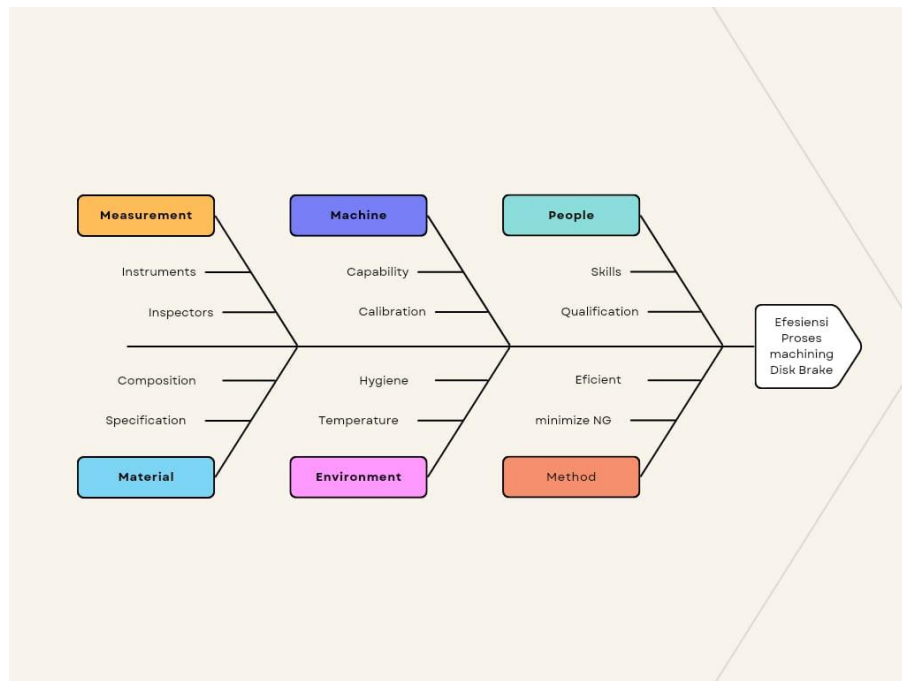 Measurement
Machine
People
Instruments
Capability
Skills
Inspectors
Calibration
Qualification
Efesiensi
Proses
machining
Disk Brake
Composition
Hygiene
Eficient
Specification
Temperature
minimize NG
Material
Environment
Method